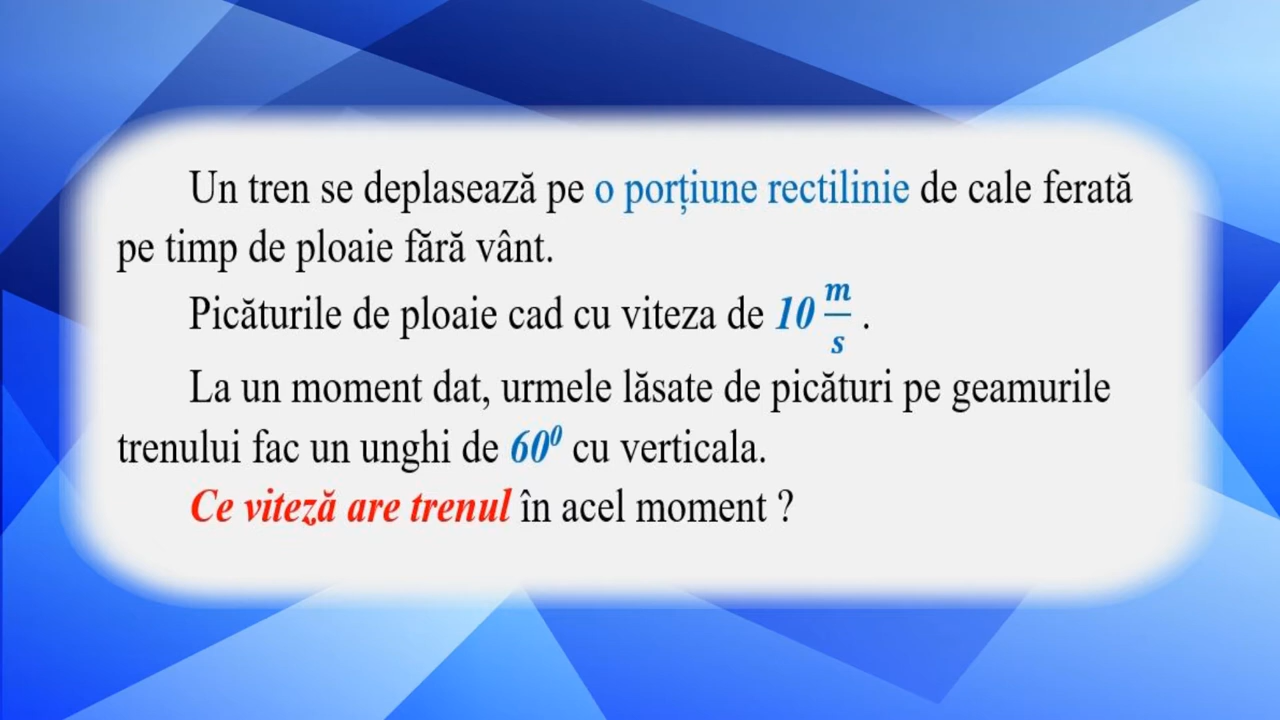 Un tren se deplasează pe o porțiune rectilinie de cale ferată
pe timp de ploaie fără vânt.
Picăturile de ploaie cad cu viteza de 10 m/s .
La un moment dat, urmele lăsate de picături pe geamurile
trenului fac un unghi de 60⁰ cu verticala.
Ce viteză are trenul în acel moment ?